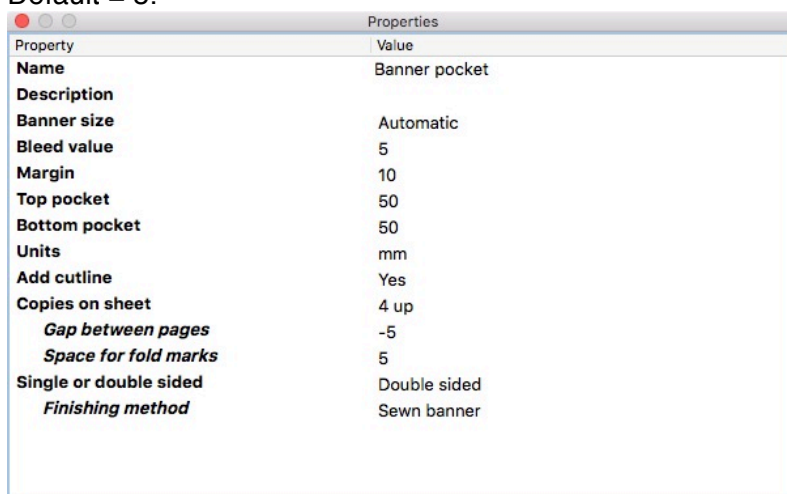 Default = 5.
Properties
Property Value
Name Banner pocket
Description
Banner size Automatic
Bleed value 5
Margin 10
Top pocket 50
Bottom pocket 50
Units mm
Add cutline Yes
Copies on sheet 4 up
Gap between pages -5
Space for fold marks 5
Single or double sided Double sided
Finishing method Sewn banner